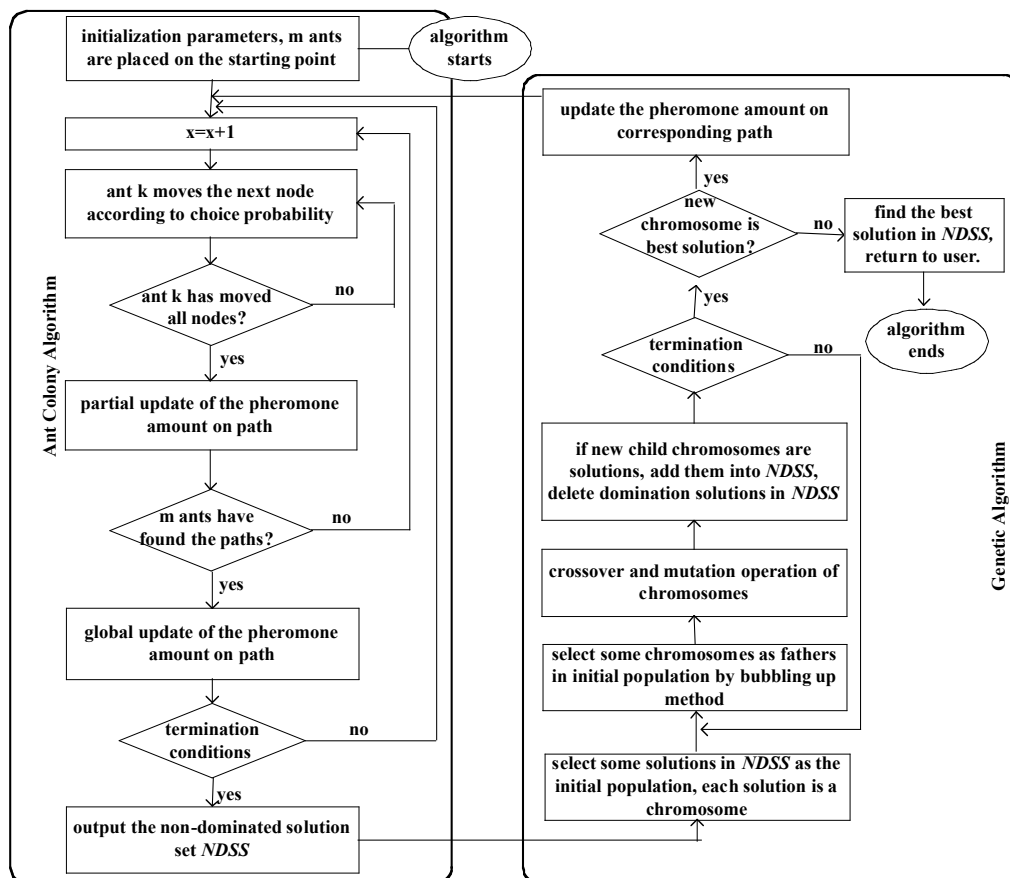 initialization parameters, m ants
are placed on the starting point
algorithm
starts
x=x+1
ant k moves the next node
according to choice probability
ant k has moved
all nodes?
no
yes
partial update of the pheromone
amount on path
m ants have
found the paths?
no
yes
global update of the pheromone
amount on path
termination
conditions
no
yes
output the non-dominated solution
set NDSS
Ant Colony Algorithm
update the pheromone amount on
corresponding path
yes
new
chromosome is
best solution?
no
find the best
solution in NDSS,
return to user.
algorithm
ends
yes
termination
conditions
no
if new child chromosomes are
solutions, add them into NDSS,
delete domination solutions in NDSS
crossover and mutation operation of
chromosomes
select some chromosomes as fathers
in initial population by bubbling up
method
select some solutions in NDSS as the
initial population, each solution is a
chromosome
Genetic Algorithm